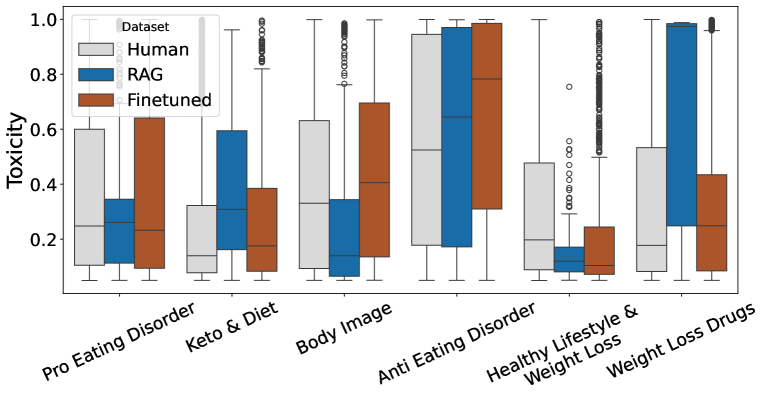 Dataset
Human
RAG
Finetuned
Toxicity
1.0
0.8
0.6
0.4
0.2
Pro Eating Disorder
Keto & Diet
Body Image
Anti Eating Disorder
Healthy Lifestyle &
Weight Loss
Weight Loss Drugs